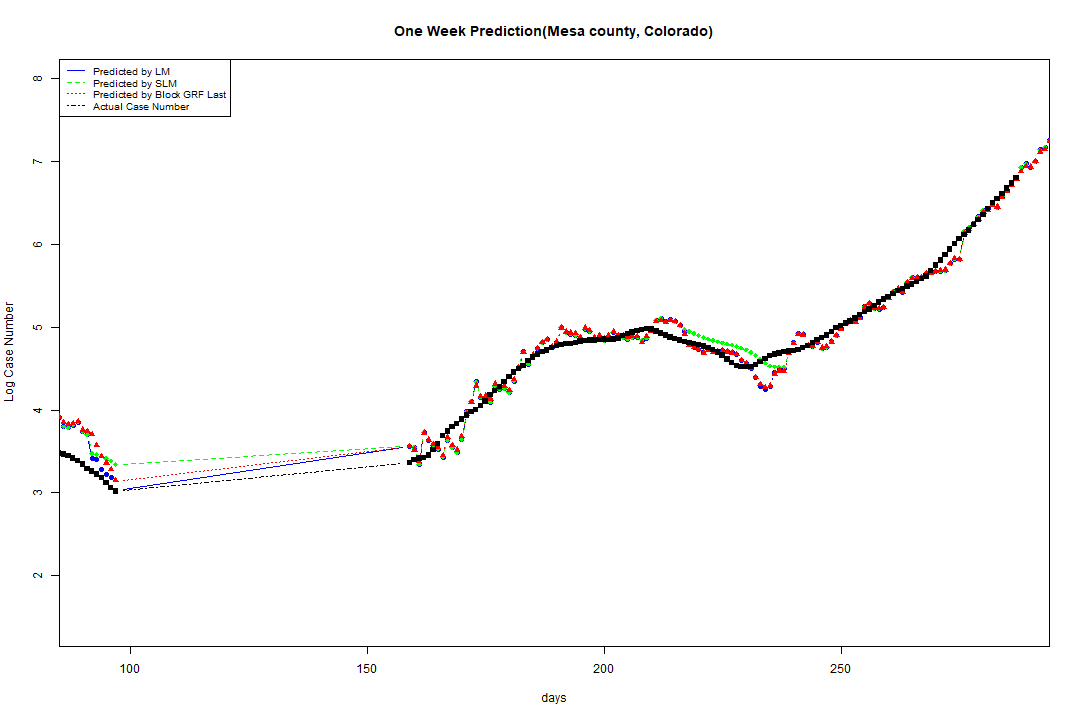 One Week Prediction(Mesa county, Colorado)
Predicted by LM
Predicted by SLM
Predicted by Block GRF Last
Actual Case Number
8
7
6
5
4
3
2
Log Case Number
100 150 200 250
days